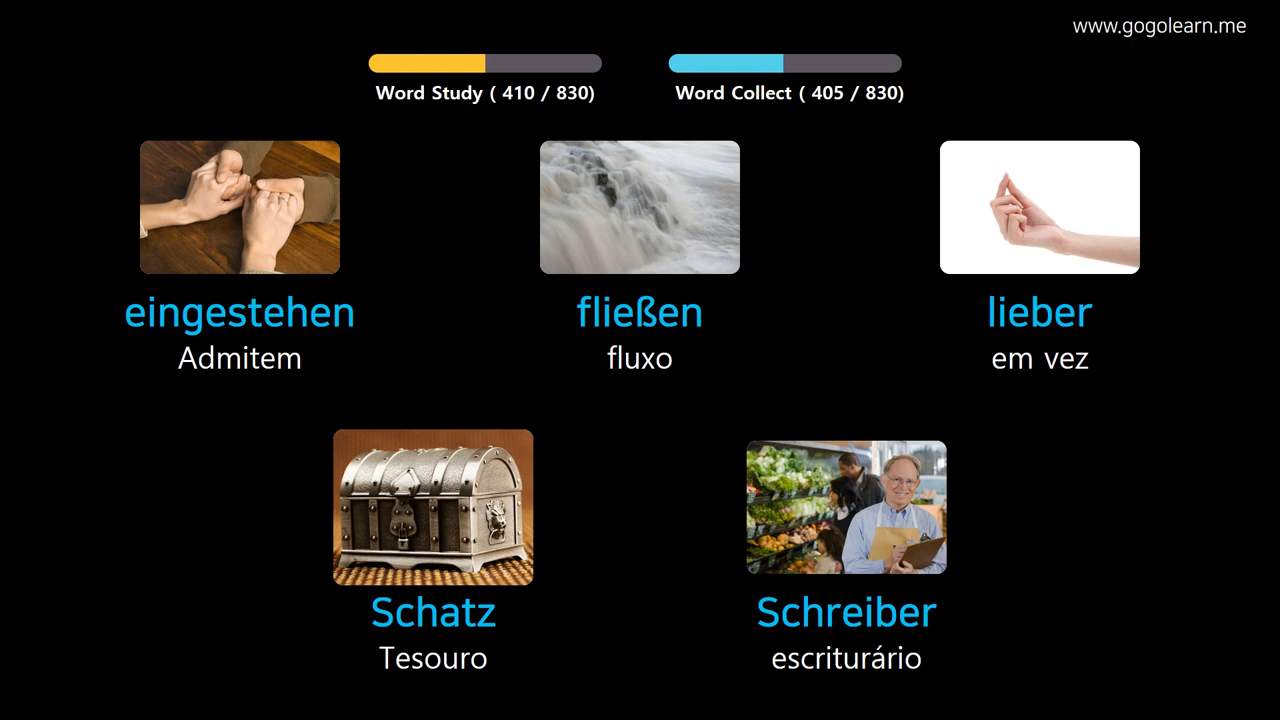 www.gogolearn.me
Word Study ( 410 / 830)
Word Collect ( 405 / 830)
eingestehen
Admitem
fließen
fluxo
lieber
em vez
Schatz
Tesouro
Schreiber
escriturário